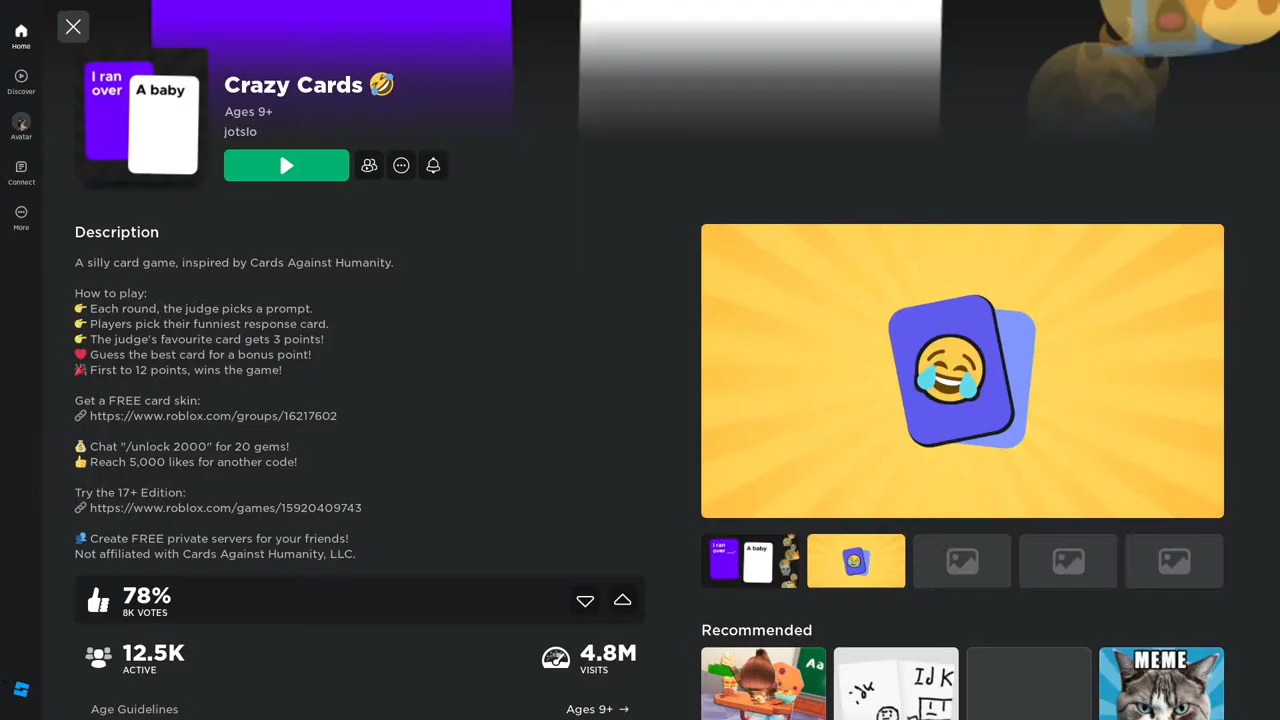 Home
Discover
Avatar
Connect
More
I ran
over
A baby
Crazy Cards 🤣
Ages 9+
jotslo
Description
A silly card game, inspired by Cards Against Humanity.
How to play:
👉 Each round, the judge picks a prompt.
👉 Players pick their funniest response card.
👉 The judge's favourite card gets 3 points!
❤️ Guess the best card for a bonus point!
🎉 First to 12 points, wins the game!
Get a FREE card skin:
🔗 https://www.roblox.com/groups/16217602
💰 Chat "/unlock 2000" for 20 gems!
👍 Reach 5,000 likes for another code!
Try the 17+ Edition:
🔗 https://www.roblox.com/games/15920409743
👥 Create FREE private servers for your friends!
Not affiliated with Cards Against Humanity, LLC.
78%
8K VOTES
12.5K
ACTIVE
4.8M
VISITS
Age Guidelines
Ages 9+ →
I ran
over __
A baby
Recommended
Aa
IJK
MEME